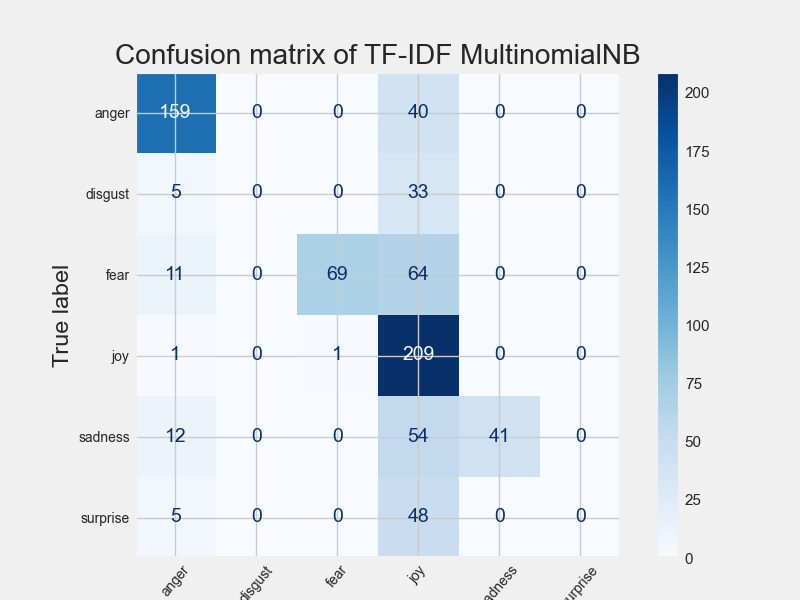 Confusion matrix of TF-IDF MultinomialNB
anger 159 0 0 40 0 0
disgust 5 0 0 33 0 0
fear 11 0 69 64 0 0
joy 1 0 1 209 0 0
sadness 12 0 0 54 41 0
surprise 5 0 0 48 0 0
True label
anger disgust fear joy adness urprise
200
175
150
125
100
75
50
25
0